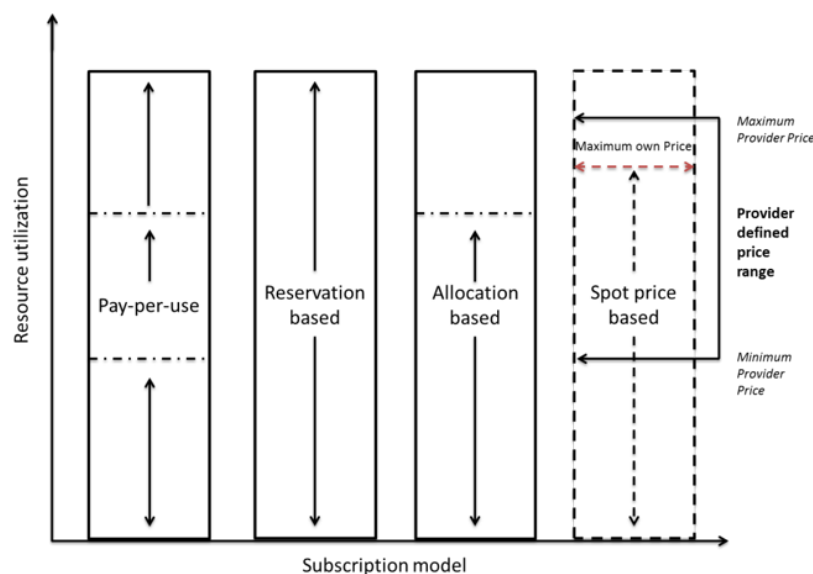 Resource utilization
Pay-per-use
Reservation
based
Allocation
based
Maximum own Price
Spot price
based
Maximum
Provider Price
Provider
defined
price
range
Minimum
Provider
Price
Subscription model